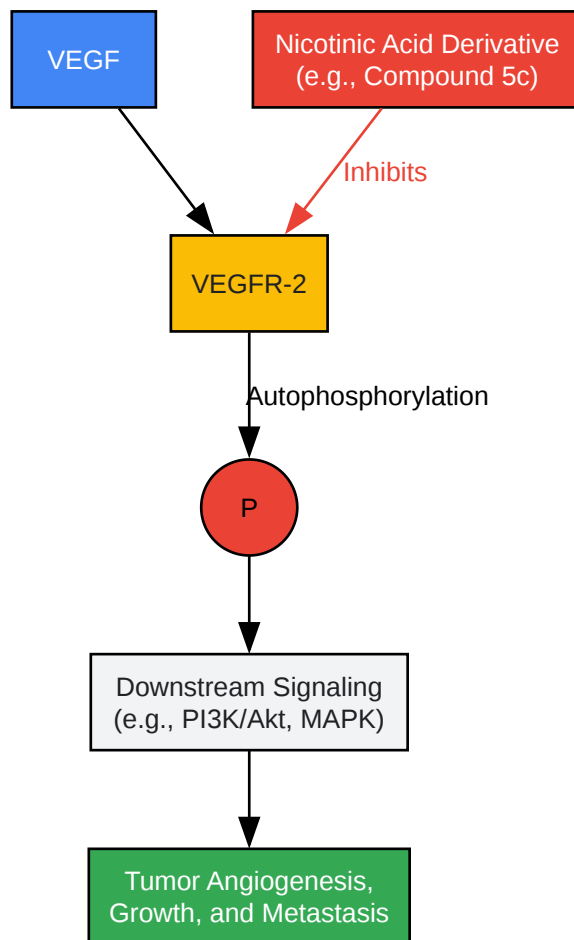 VEGF
Nicotinic Acid Derivative
(e.g., Compound 5c)
Inhibits
VEGFR-2
Autophosphorylation
P
Downstream Signaling
(e.g., PI3K/Akt, MAPK)
Tumor Angiogenesis,
Growth, and Metastasis